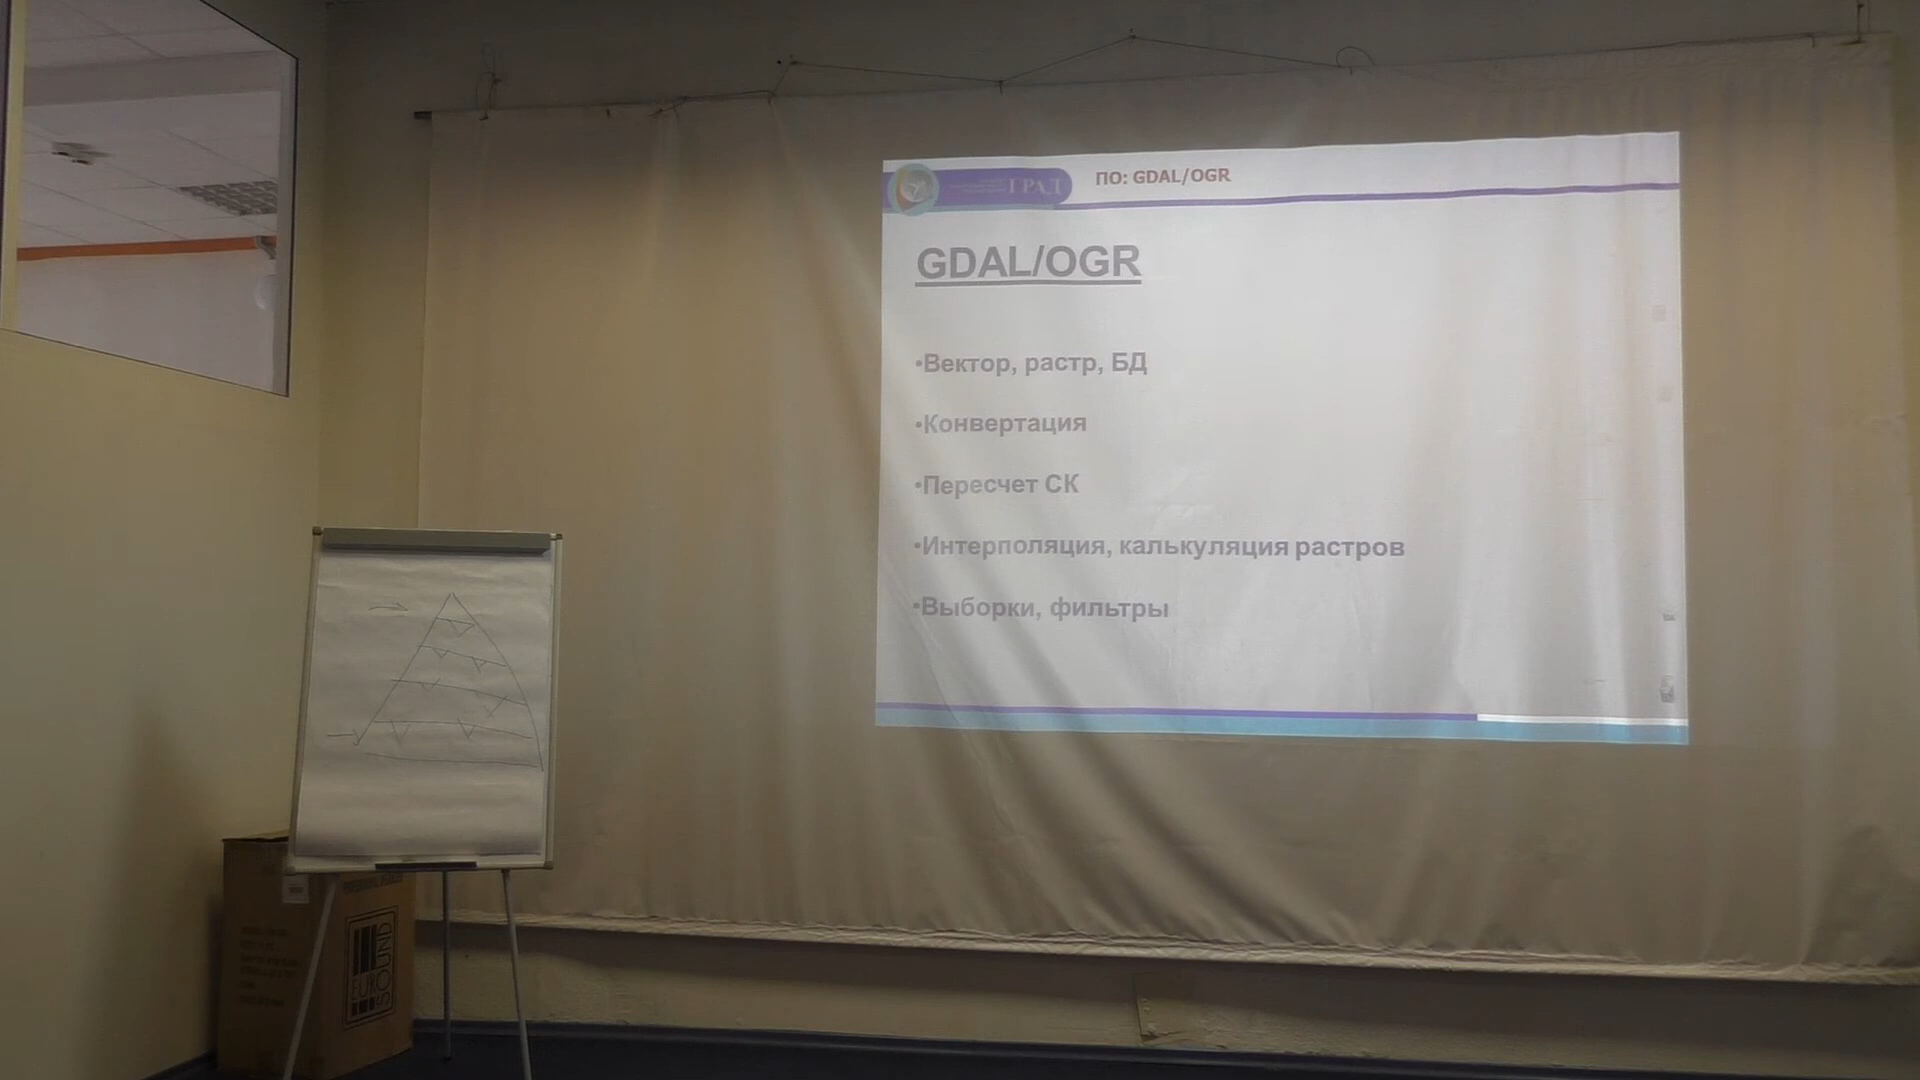 ГРАД
ПО: GDAL/OGR
GDAL/OGR
•Вектор, растр, БД
•Конвертация
•Пересчет СК
•Интерполяция, калькуляция растров
•Выборки, фильтры
EURO
SOUND